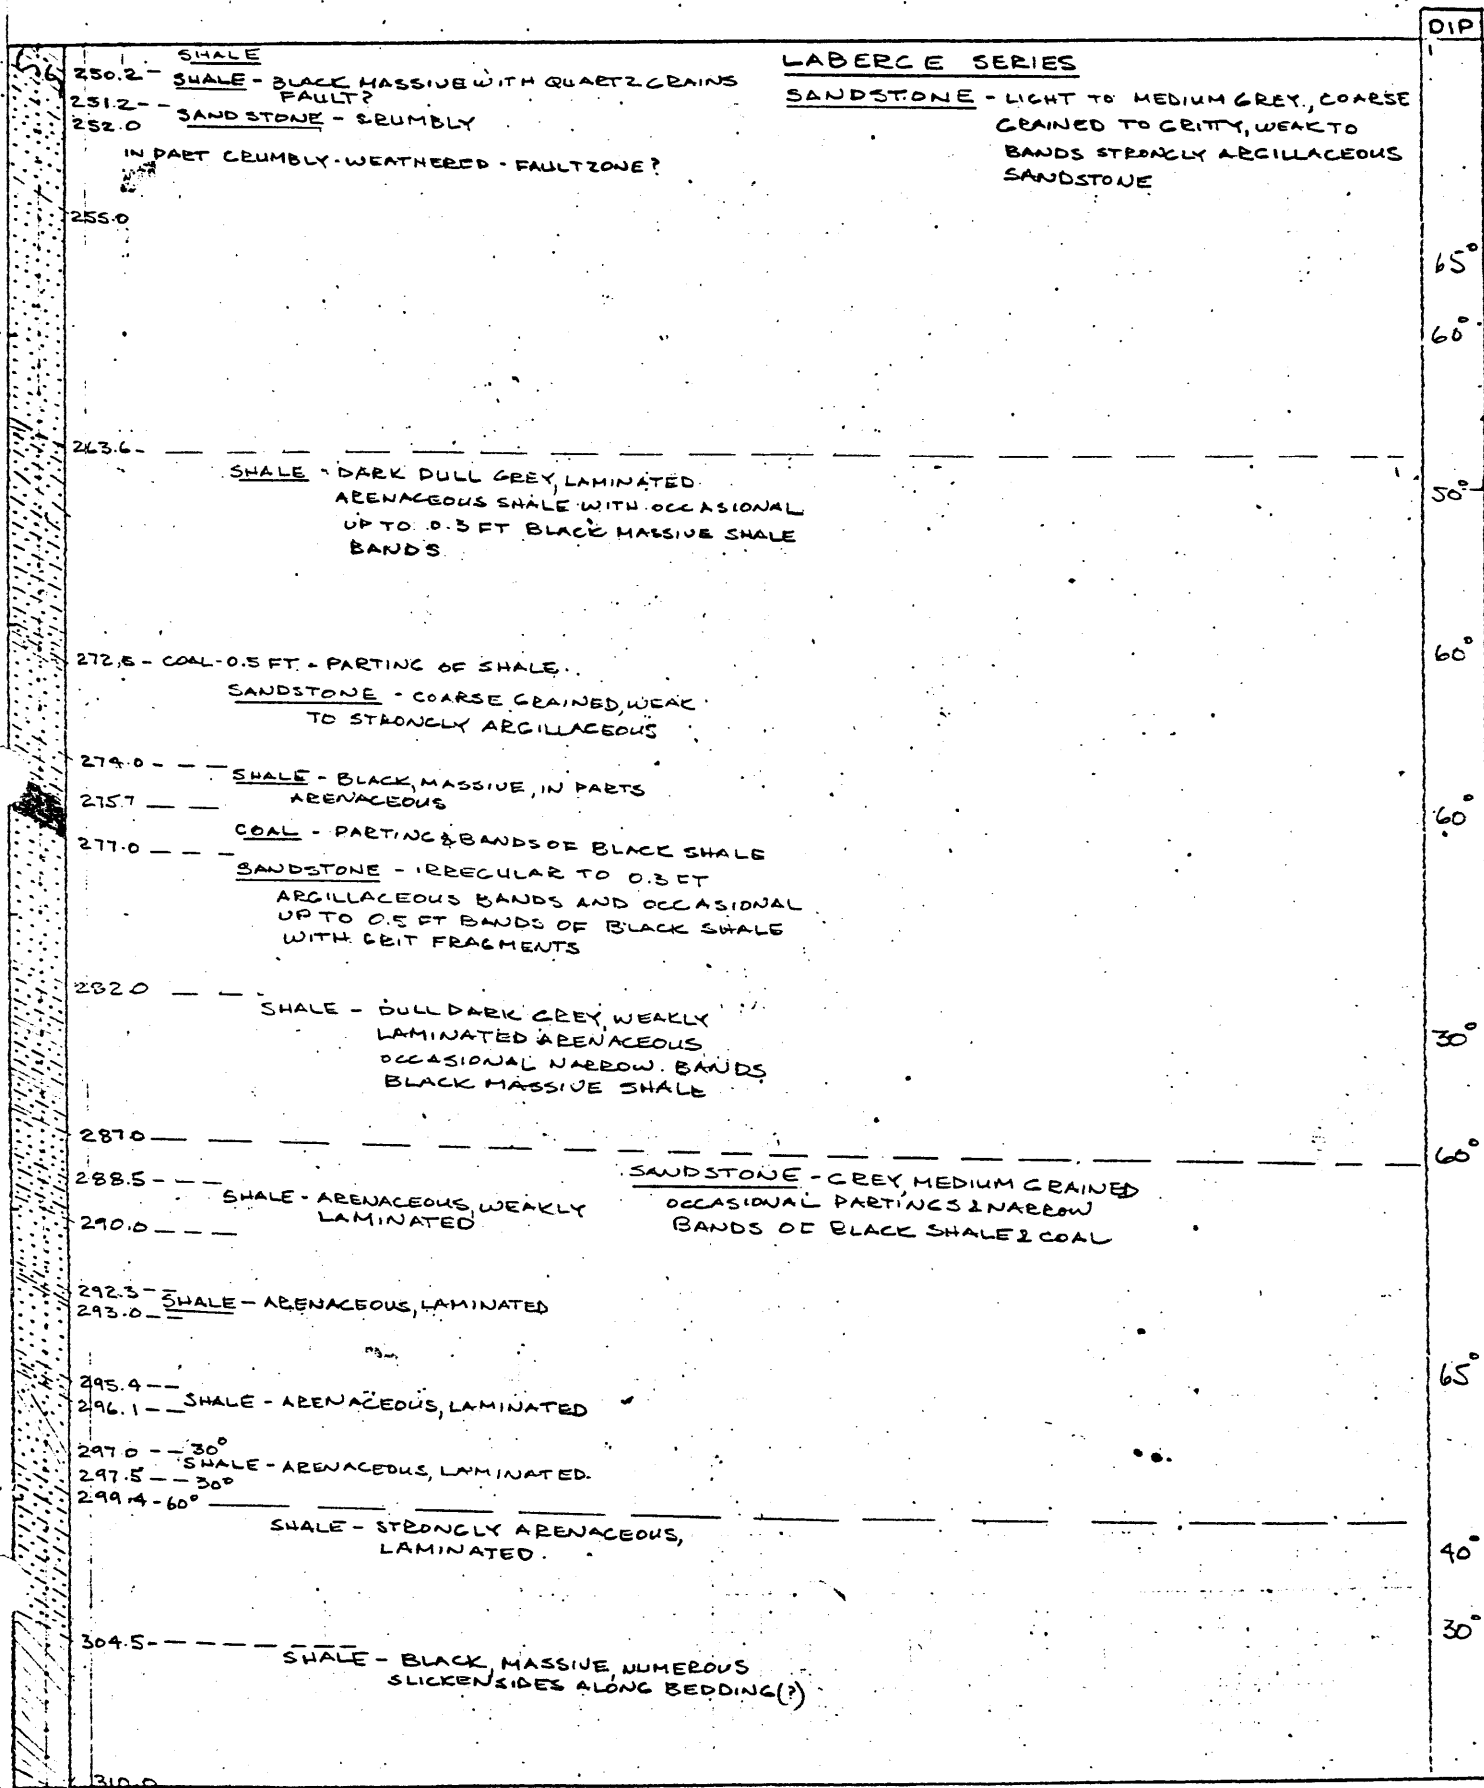 DIP
SHALE
250.2 - SHALE - BLACK MASSIVE WITH QUARTZ GRAINS
FAULT?
251.2 - -
252.0 SANDSTONE - CRUMBLY
IN PART CRUMBLY - WEATHERED - FAULT ZONE?
LABERGE SERIES
SANDSTONE - LIGHT TO MEDIUM GREY, COARSE
GRAINED TO GRITTY, WEAK TO
BANDS STRONGLY ARGILLACEOUS
SANDSTONE
255.0
65°
60°
263.6 -
SHALE - DARK DULL GREY, LAMINATED
ARENACEOUS SHALE WITH OCCASIONAL
UP TO 0.3 FT BLACK MASSIVE SHALE
BANDS
50°
272.5 - COAL - 0.5 FT - PARTING OF SHALE
60°
SANDSTONE - COARSE GRAINED, WEAK
TO STRONGLY ARGILLACEOUS
274.0 - - -
SHALE - BLACK, MASSIVE, IN PARTS
ARENACEOUS
275.7 — —
60°
COAL - PARTING & BANDS OF BLACK SHALE
277.0 — — —
SANDSTONE - IRREGULAR TO 0.3 FT
ARGILLACEOUS BANDS AND OCCASIONAL
UP TO 0.5 FT BANDS OF BLACK SHALE
WITH GRIT FRAGMENTS
282.0 — —
SHALE - DULL DARK GREY, WEAKLY
LAMINATED ARENACEOUS
OCCASIONAL NARROW BANDS
BLACK MASSIVE SHALE
30°
287.0 —
60°
SANDSTONE - GREY, MEDIUM GRAINED
OCCASIONAL PARTINGS & NARROW
BANDS OF BLACK SHALE & COAL
288.5 - - -
SHALE - ARENACEOUS, WEAKLY
LAMINATED
290.0 — — —
292.3 - -
SHALE - ARENACEOUS, LAMINATED
293.0 - -
295.4 - -
65°
SHALE - ARENACEOUS, LAMINATED
296.1 - -
297.0 - - 30°
SHALE - ARENACEOUS, LAMINATED.
297.5 - - 30°
299.4 - 60°
SHALE - STRONGLY ARENACEOUS,
LAMINATED.
40°
30°
304.5 - - - -
SHALE - BLACK, MASSIVE, NUMEROUS
SLICKENSIDES ALONG BEDDING(?)
310.0